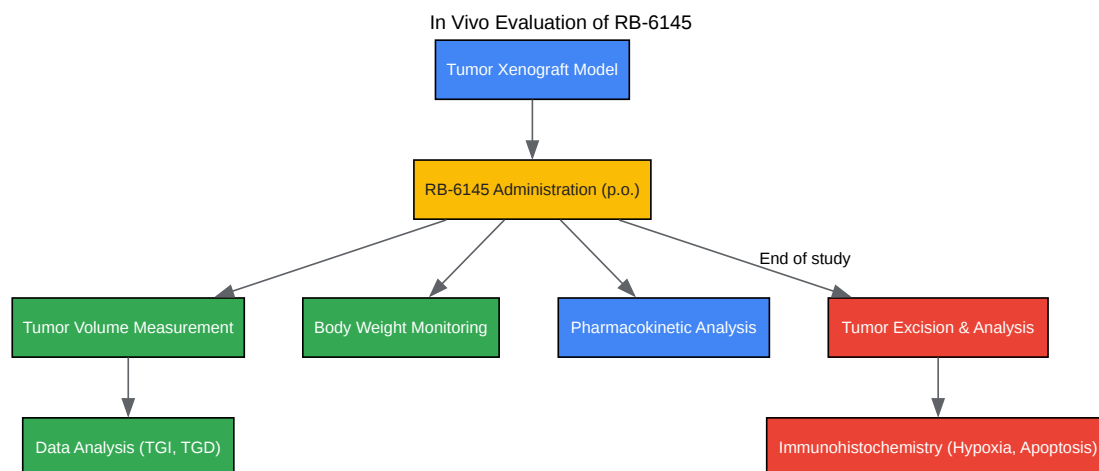 In Vivo Evaluation of RB-6145
Tumor Xenograft Model
RB-6145 Administration (p.o.)
End of study
Tumor Volume Measurement
Body Weight Monitoring
Pharmacokinetic Analysis
Tumor Excision & Analysis
Data Analysis (TGI, TGD)
Immunohistochemistry (Hypoxia, Apoptosis)